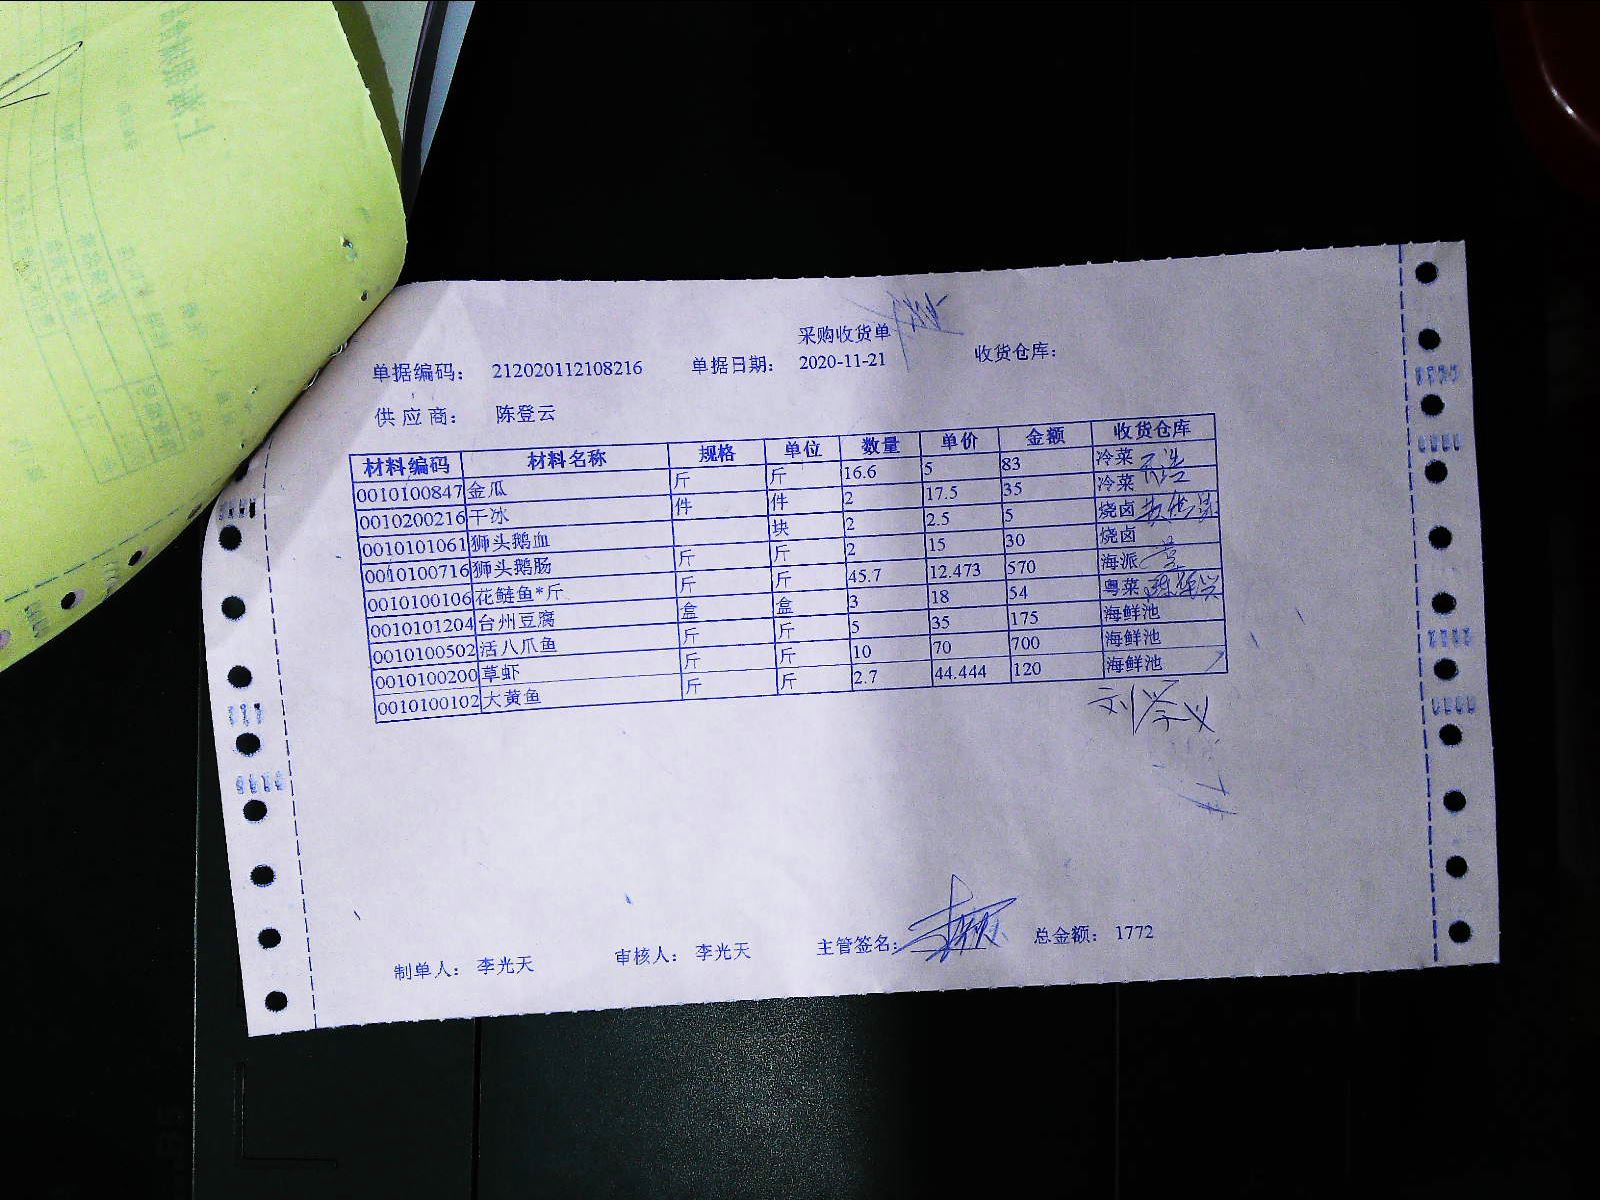 采购收货单
单据编码： 212020112108216 单据日期： 2020-11-21 收货仓库：
供应商： 陈登云
材料编码 材料名称 规格 单位 数量 单价 金额 收货仓库
0010100847 金瓜 斤 斤 16.6 5 83 冷菜
0010200216 干冰 件 件 2 17.5 35 冷菜
0010101061 狮头鹅血 块 2 2.5 5 烧卤
0010100716 狮头鹅肠 斤 斤 2 15 30 烧卤
0010100106 花鲢鱼*斤 斤 斤 45.7 12.473 570 海派
0010101204 台州豆腐 盒 盒 3 18 54 粤菜
0010100502 活八爪鱼 斤 斤 5 35 175 海鲜池
0010100200 草虾 斤 斤 10 70 700 海鲜池
0010100102 大黄鱼 斤 斤 2.7 44.444 120 海鲜池
制单人： 李光天 审核人： 李光天 主管签名： 总金额： 1772